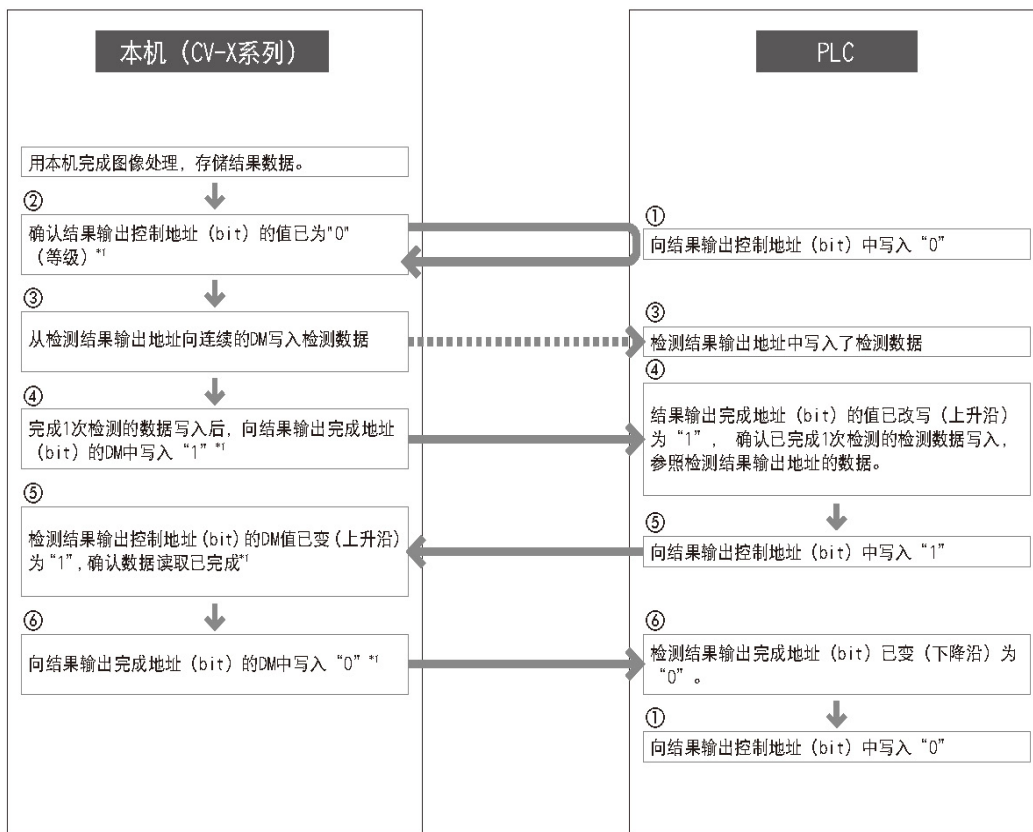 本机（CV-X系列）
用本机完成图像处理，存储结果数据。
②
确认结果输出控制地址（bit）的值已为"0"
（等级）*1
③
从检测结果输出地址向连续的DM写入检测数据
④
完成1次检测的数据写入后，向结果输出完成地址
（bit）的DM中写入“1”*1
⑤
检测结果输出控制地址(bit)的DM值已变(上升沿)
为“1”,确认数据读取已完成*1
⑥
向结果输出完成地址（bit）的DM中写入“0”*1
PLC
①
向结果输出控制地址（bit）中写入“0”
③
检测结果输出地址中写入了检测数据
④
结果输出完成地址（bit）的值已改写（上升沿）
为“1”， 确认已完成1次检测的检测数据写入，
参照检测结果输出地址的数据。
⑤
向结果输出控制地址（bit）中写入“1”
⑥
检测结果输出完成地址（bit）已变（下降沿）为
“0”。
①
向结果输出控制地址（bit）中写入“0”